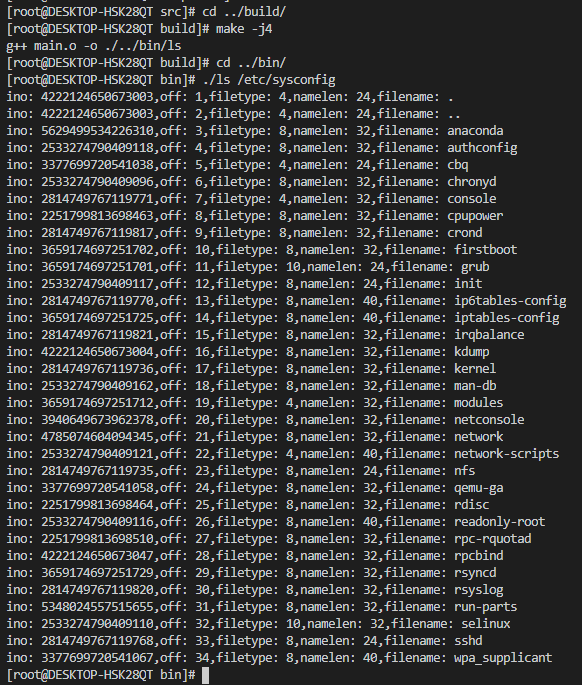 [root@DESKTOP-HSK28QT src]# cd ../build/
[root@DESKTOP-HSK28QT build]# make -j4
g++ main.o -o ./../bin/ls
[root@DESKTOP-HSK28QT build]# cd ../bin/
[root@DESKTOP-HSK28QT bin]# ./ls /etc/sysconfig
ino: 4222124650673003,off: 1,filetype: 4,namelen: 24,filename: .
ino: 4222124650673003,off: 2,filetype: 4,namelen: 24,filename: ..
ino: 5629499534226310,off: 3,filetype: 8,namelen: 32,filename: anaconda
ino: 2533274790409118,off: 4,filetype: 8,namelen: 32,filename: authconfig
ino: 3377699720541038,off: 5,filetype: 4,namelen: 24,filename: cbq
ino: 2533274790409096,off: 6,filetype: 8,namelen: 32,filename: chronyd
ino: 2814749767119771,off: 7,filetype: 4,namelen: 32,filename: console
ino: 2251799813698463,off: 8,filetype: 8,namelen: 32,filename: cpupower
ino: 2814749767119817,off: 9,filetype: 8,namelen: 32,filename: crond
ino: 3659174697251702,off: 10,filetype: 8,namelen: 32,filename: firstboot
ino: 3659174697251701,off: 11,filetype: 10,namelen: 24,filename: grub
ino: 2533274790409117,off: 12,filetype: 8,namelen: 24,filename: init
ino: 2814749767119770,off: 13,filetype: 8,namelen: 40,filename: ip6tables-config
ino: 3659174697251725,off: 14,filetype: 8,namelen: 40,filename: iptables-config
ino: 2814749767119821,off: 15,filetype: 8,namelen: 32,filename: irqbalance
ino: 4222124650673004,off: 16,filetype: 8,namelen: 32,filename: kdump
ino: 2814749767119736,off: 17,filetype: 8,namelen: 32,filename: kernel
ino: 2533274790409162,off: 18,filetype: 8,namelen: 32,filename: man-db
ino: 3659174697251712,off: 19,filetype: 4,namelen: 32,filename: modules
ino: 3940649673962378,off: 20,filetype: 8,namelen: 32,filename: netconsole
ino: 4785074604094345,off: 21,filetype: 8,namelen: 32,filename: network
ino: 2533274790409121,off: 22,filetype: 4,namelen: 40,filename: network-scripts
ino: 2814749767119735,off: 23,filetype: 8,namelen: 24,filename: nfs
ino: 3377699720541058,off: 24,filetype: 8,namelen: 32,filename: qemu-ga
ino: 2251799813698464,off: 25,filetype: 8,namelen: 32,filename: rdisc
ino: 2533274790409116,off: 26,filetype: 8,namelen: 40,filename: readonly-root
ino: 2251799813698510,off: 27,filetype: 8,namelen: 32,filename: rpc-rquotad
ino: 4222124650673047,off: 28,filetype: 8,namelen: 32,filename: rpcbind
ino: 3659174697251729,off: 29,filetype: 8,namelen: 32,filename: rsyncd
ino: 2814749767119820,off: 30,filetype: 8,namelen: 32,filename: rsyslog
ino: 5348024557515655,off: 31,filetype: 8,namelen: 32,filename: run-parts
ino: 2533274790409110,off: 32,filetype: 10,namelen: 32,filename: selinux
ino: 2814749767119768,off: 33,filetype: 8,namelen: 24,filename: sshd
ino: 3377699720541067,off: 34,filetype: 8,namelen: 40,filename: wpa_supplicant
[root@DESKTOP-HSK28QT bin]#